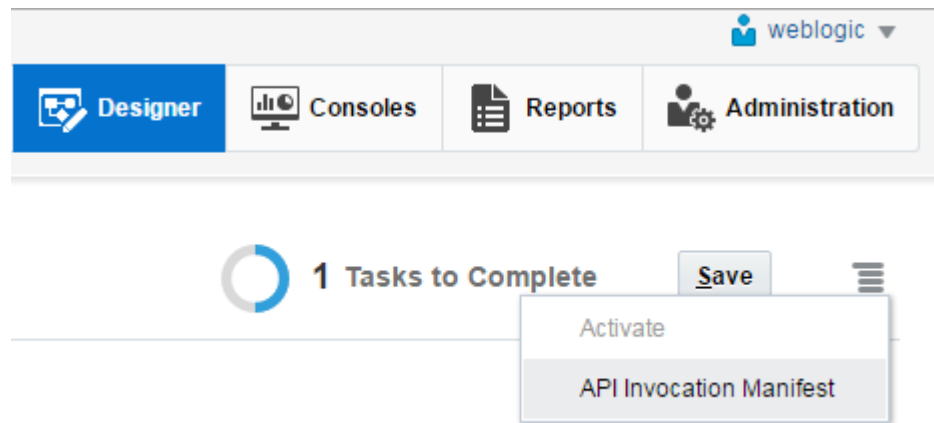 weblogic
Designer Consoles Reports Administration
1 Tasks to Complete Save
Activate
API Invocation Manifest